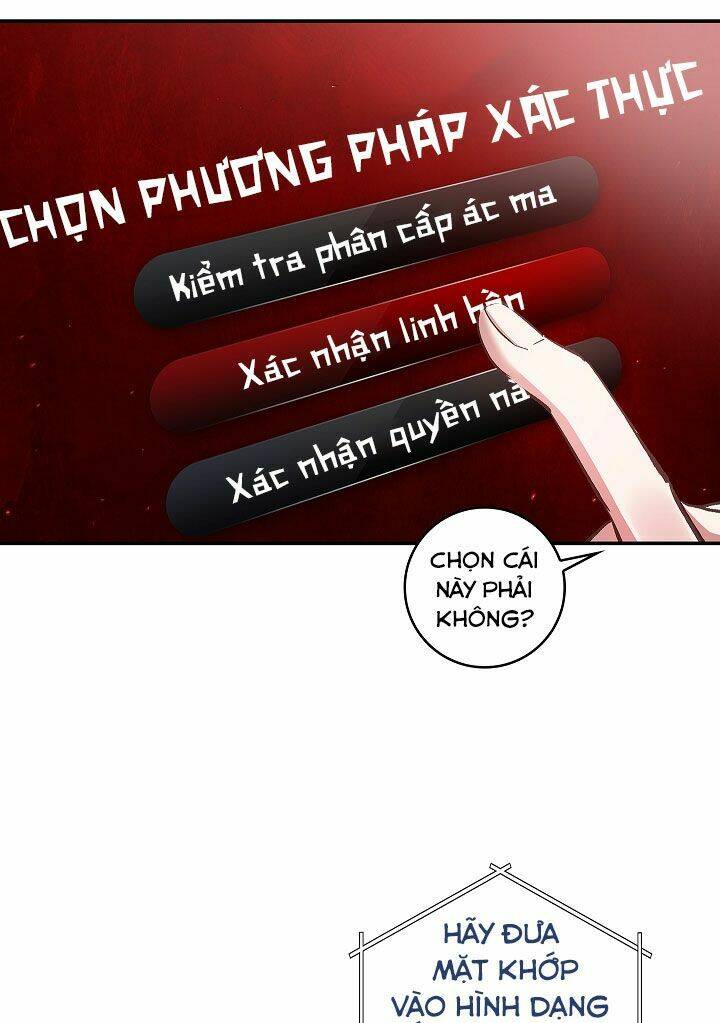 CHỌN PHƯƠNG PHÁP XÁC THỰC
Kiểm tra phân cấp ác ma
Xác nhận linh hồn
Xác nhận quyền
CHỌN CÁI
NÀY PHẢI
KHÔNG?
HÃY ĐƯA
MẶT KHỚP
VÀO HÌNH DẠNG